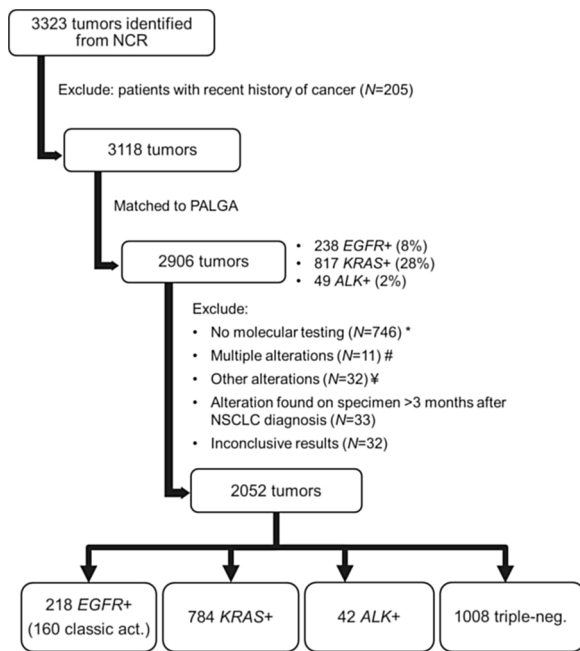 3323 tumors identified
from NCR
Exclude: patients with recent history of cancer (N=205)
3118 tumors
Matched to PALGA
2906 tumors
• 238 EGFR+ (8%)
• 817 KRAS+ (28%)
• 49 ALK+ (2%)
Exclude:
• No molecular testing (N=746) *
• Multiple alterations (N=11) #
• Other alterations (N=32) ¥
• Alteration found on specimen >3 months after
NSCLC diagnosis (N=33)
• Inconclusive results (N=32)
2052 tumors
218 EGFR+
(160 classic act.)
784 KRAS+
42 ALK+
1008 triple-neg.